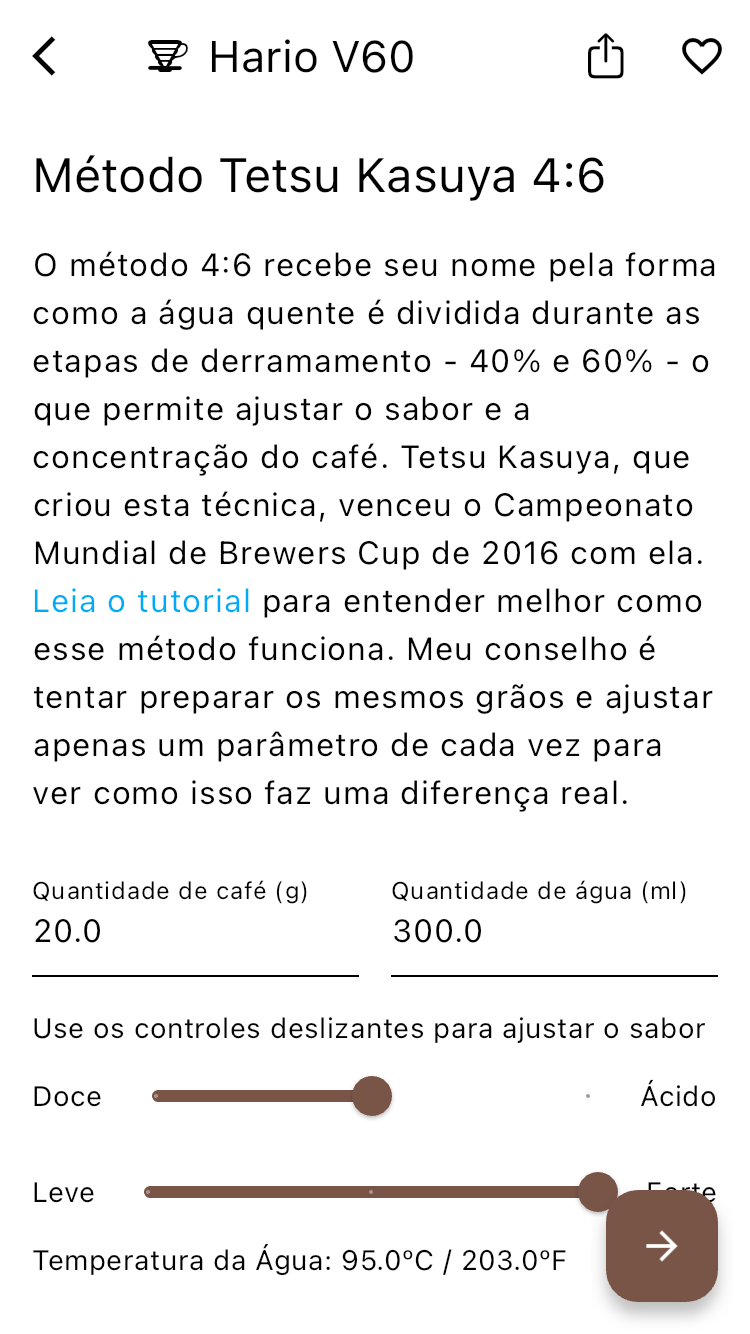 Hario V60
Método Tetsu Kasuya 4:6
O método 4:6 recebe seu nome pela forma
como a água quente é dividida durante as
etapas de derramamento - 40% e 60% - o
que permite ajustar o sabor e a
concentração do café. Tetsu Kasuya, que
criou esta técnica, venceu o Campeonato
Mundial de Brewers Cup de 2016 com ela.
Leia o tutorial para entender melhor como
esse método funciona. Meu conselho é
tentar preparar os mesmos grãos e ajustar
apenas um parâmetro de cada vez para
ver como isso faz uma diferença real.
Quantidade de café (g)
20.0
Quantidade de água (ml)
300.0
Use os controles deslizantes para ajustar o sabor
Doce Ácido
Leve Forte
Temperatura da Água: 95.0ºC / 203.0ºF